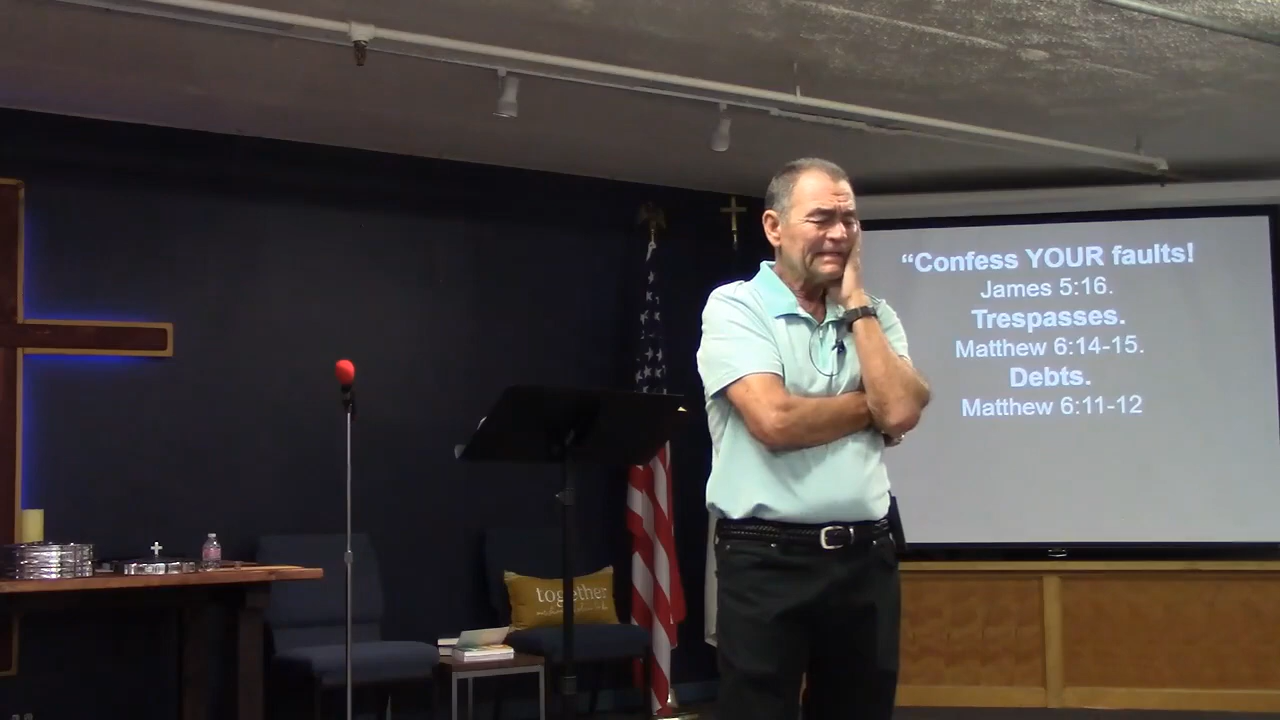 “Confess YOUR faults!
James 5:16.
Trespasses.
Matthew 6:14-15.
Debts.
Matthew 6:11-12
together